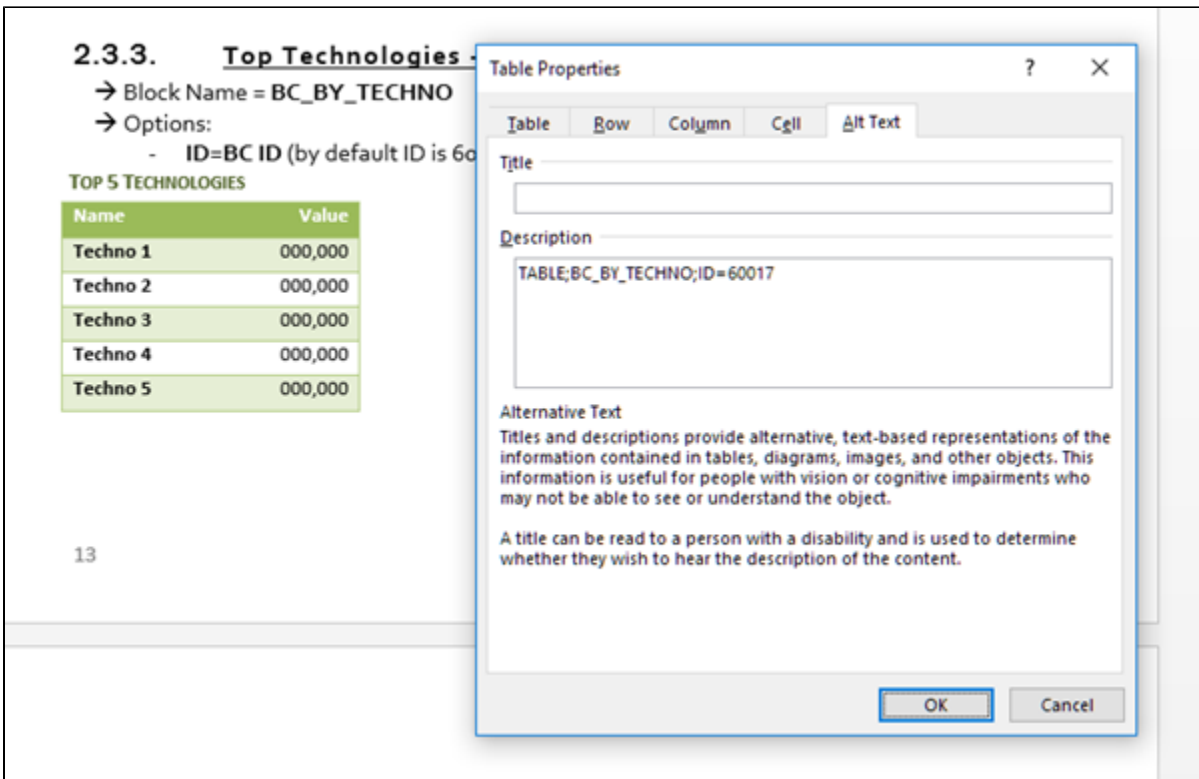 2.3.3. Top Technologies -
→ Block Name = BC_BY_TECHNO
→ Options:
- ID=BC ID (by default ID is 60
TOP 5 TECHNOLOGIES
Name Value
Techno 1 000,000
Techno 2 000,000
Techno 3 000,000
Techno 4 000,000
Techno 5 000,000
13
Table Properties ? ×
Table Row Column Cell Alt Text
Title
Description
TABLE;BC_BY_TECHNO;ID=60017
Alternative Text
Titles and descriptions provide alternative, text-based representations of the
information contained in tables, diagrams, images, and other objects. This
information is useful for people with vision or cognitive impairments who
may not be able to see or understand the object.
A title can be read to a person with a disability and is used to determine
whether they wish to hear the description of the content.
OK Cancel